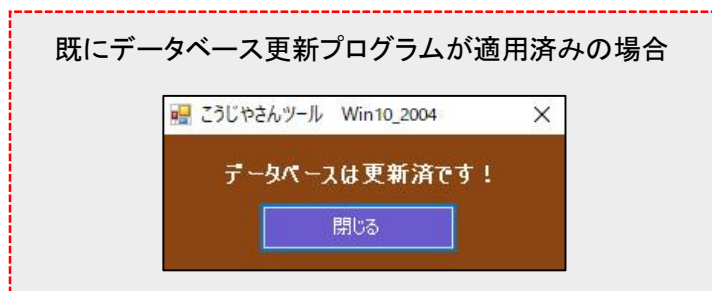 既にデータベース更新プログラムが適用済みの場合
こうじやさんツール Win10_2004
データベースは更新済です！
閉じる